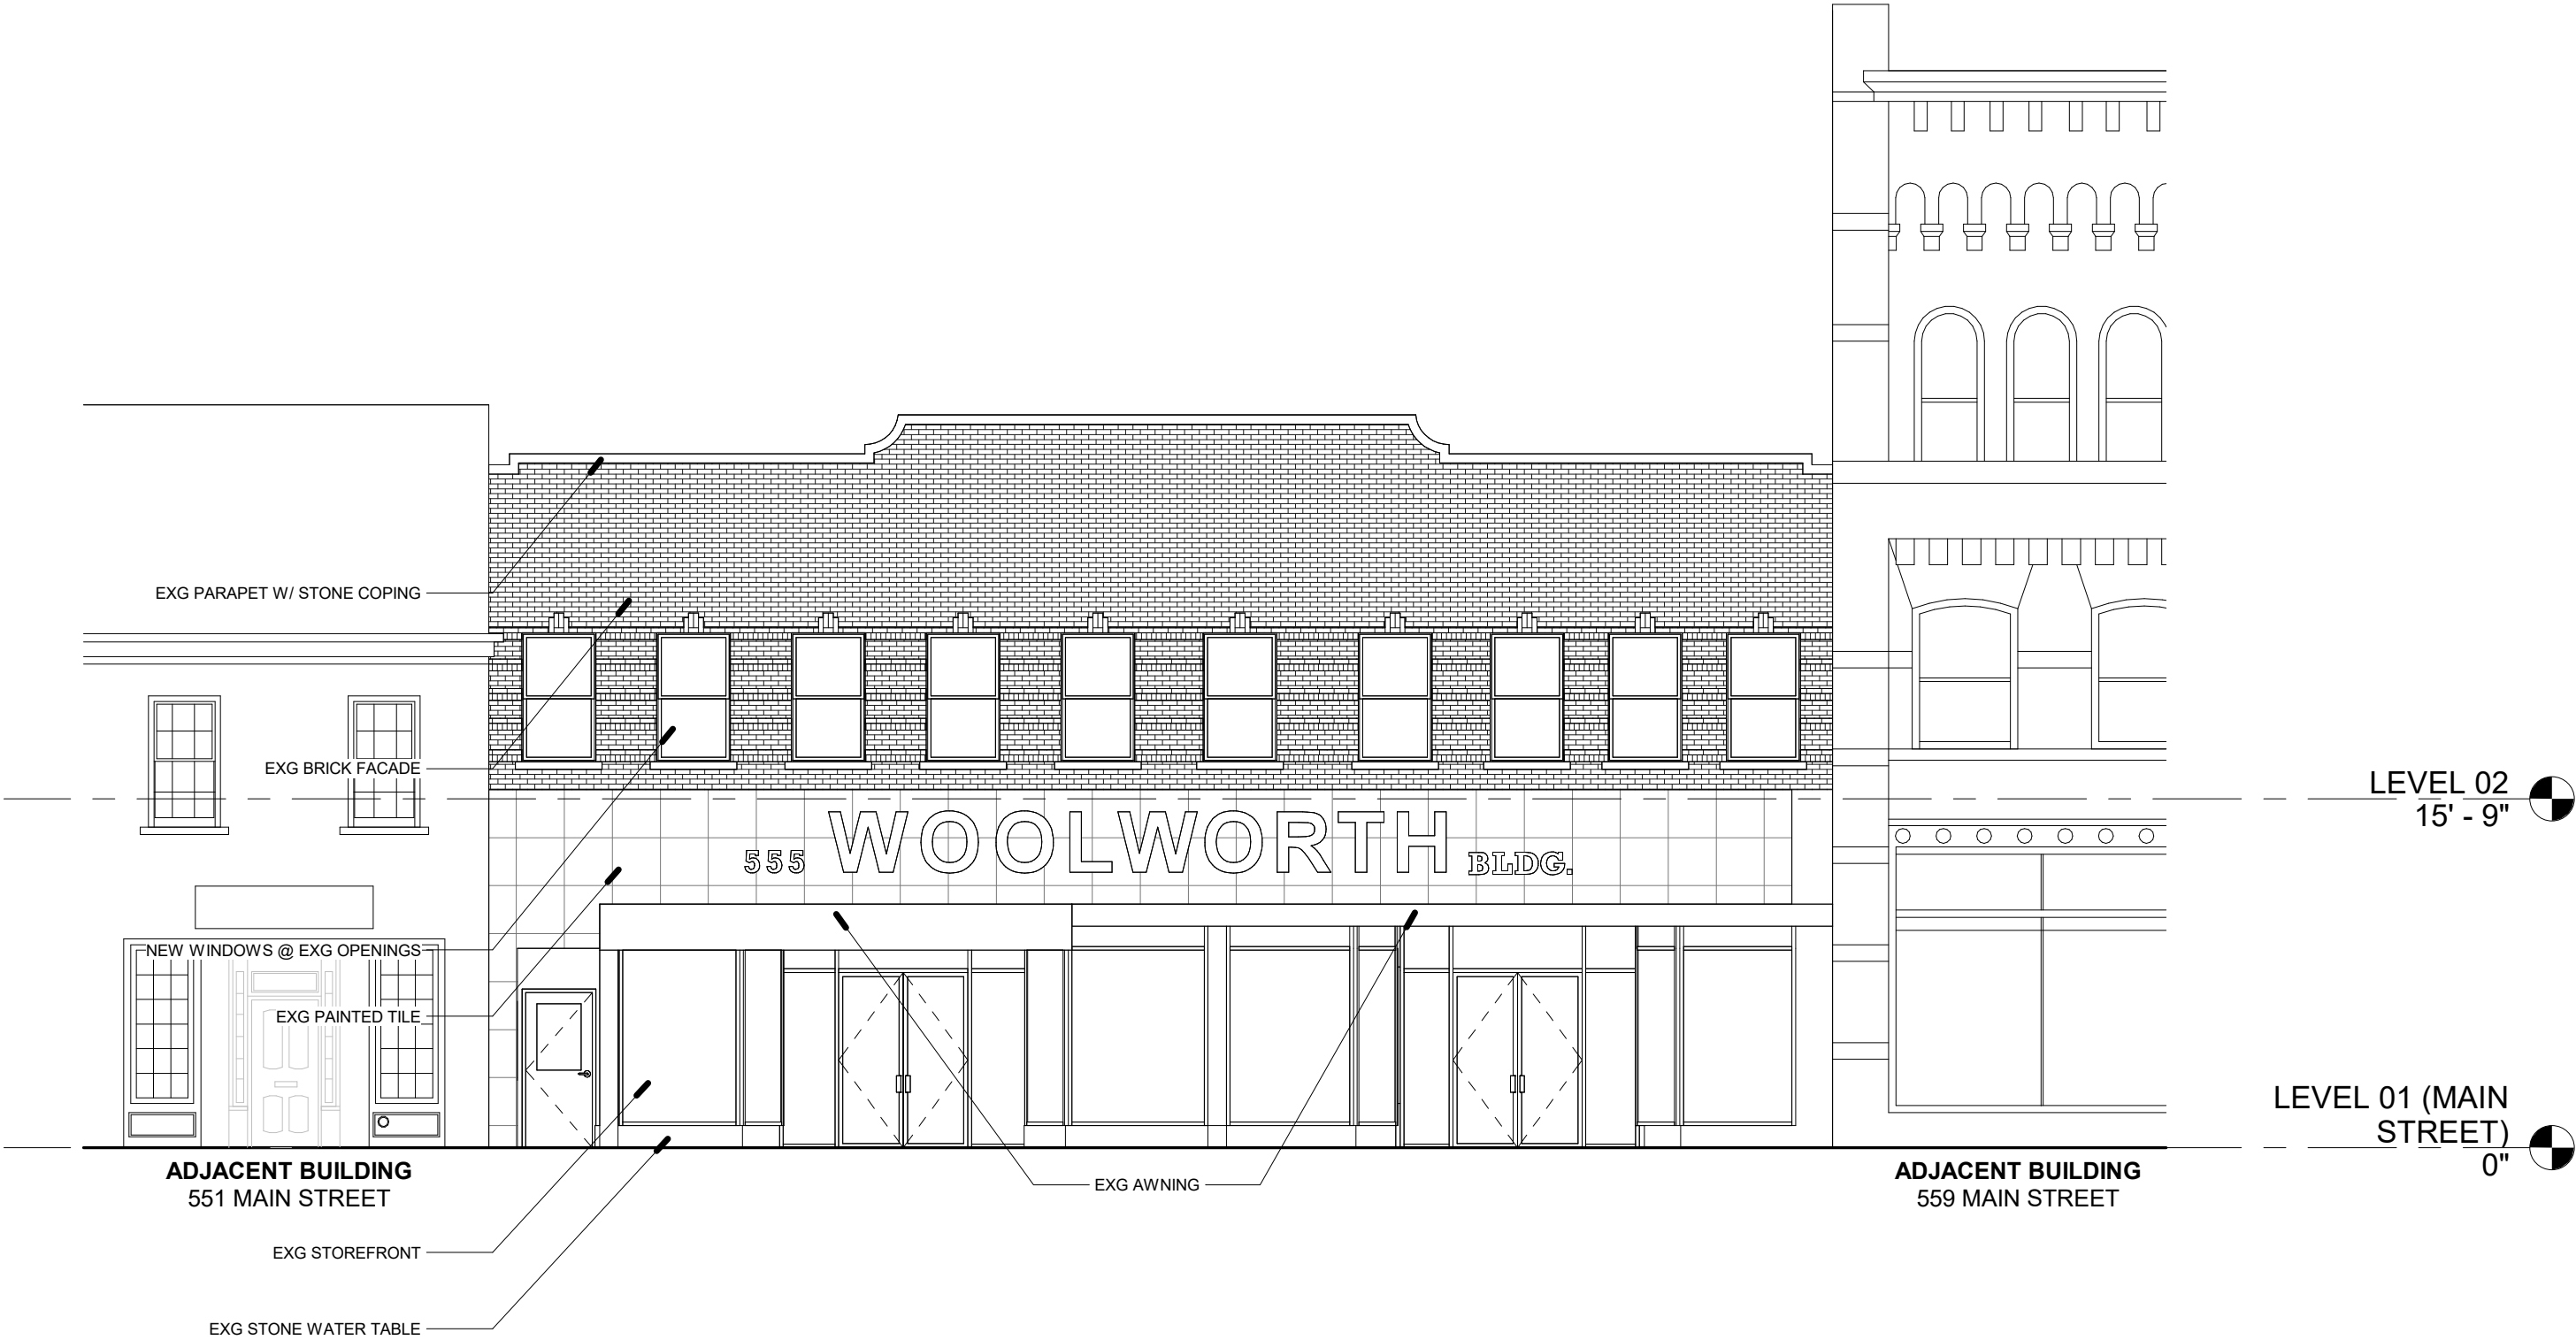 EXG PARAPET W/ STONE COPING
EXG BRICK FACADE
LEVEL 02
15' - 9"
555 WOOLWORTH BLDG.
NEW WINDOWS @ EXG OPENINGS
EXG PAINTED TILE
LEVEL 01 (MAIN
STREET)
0"
ADJACENT BUILDING
551 MAIN STREET
EXG AWNING
ADJACENT BUILDING
559 MAIN STREET
EXG STOREFRONT
EXG STONE WATER TABLE